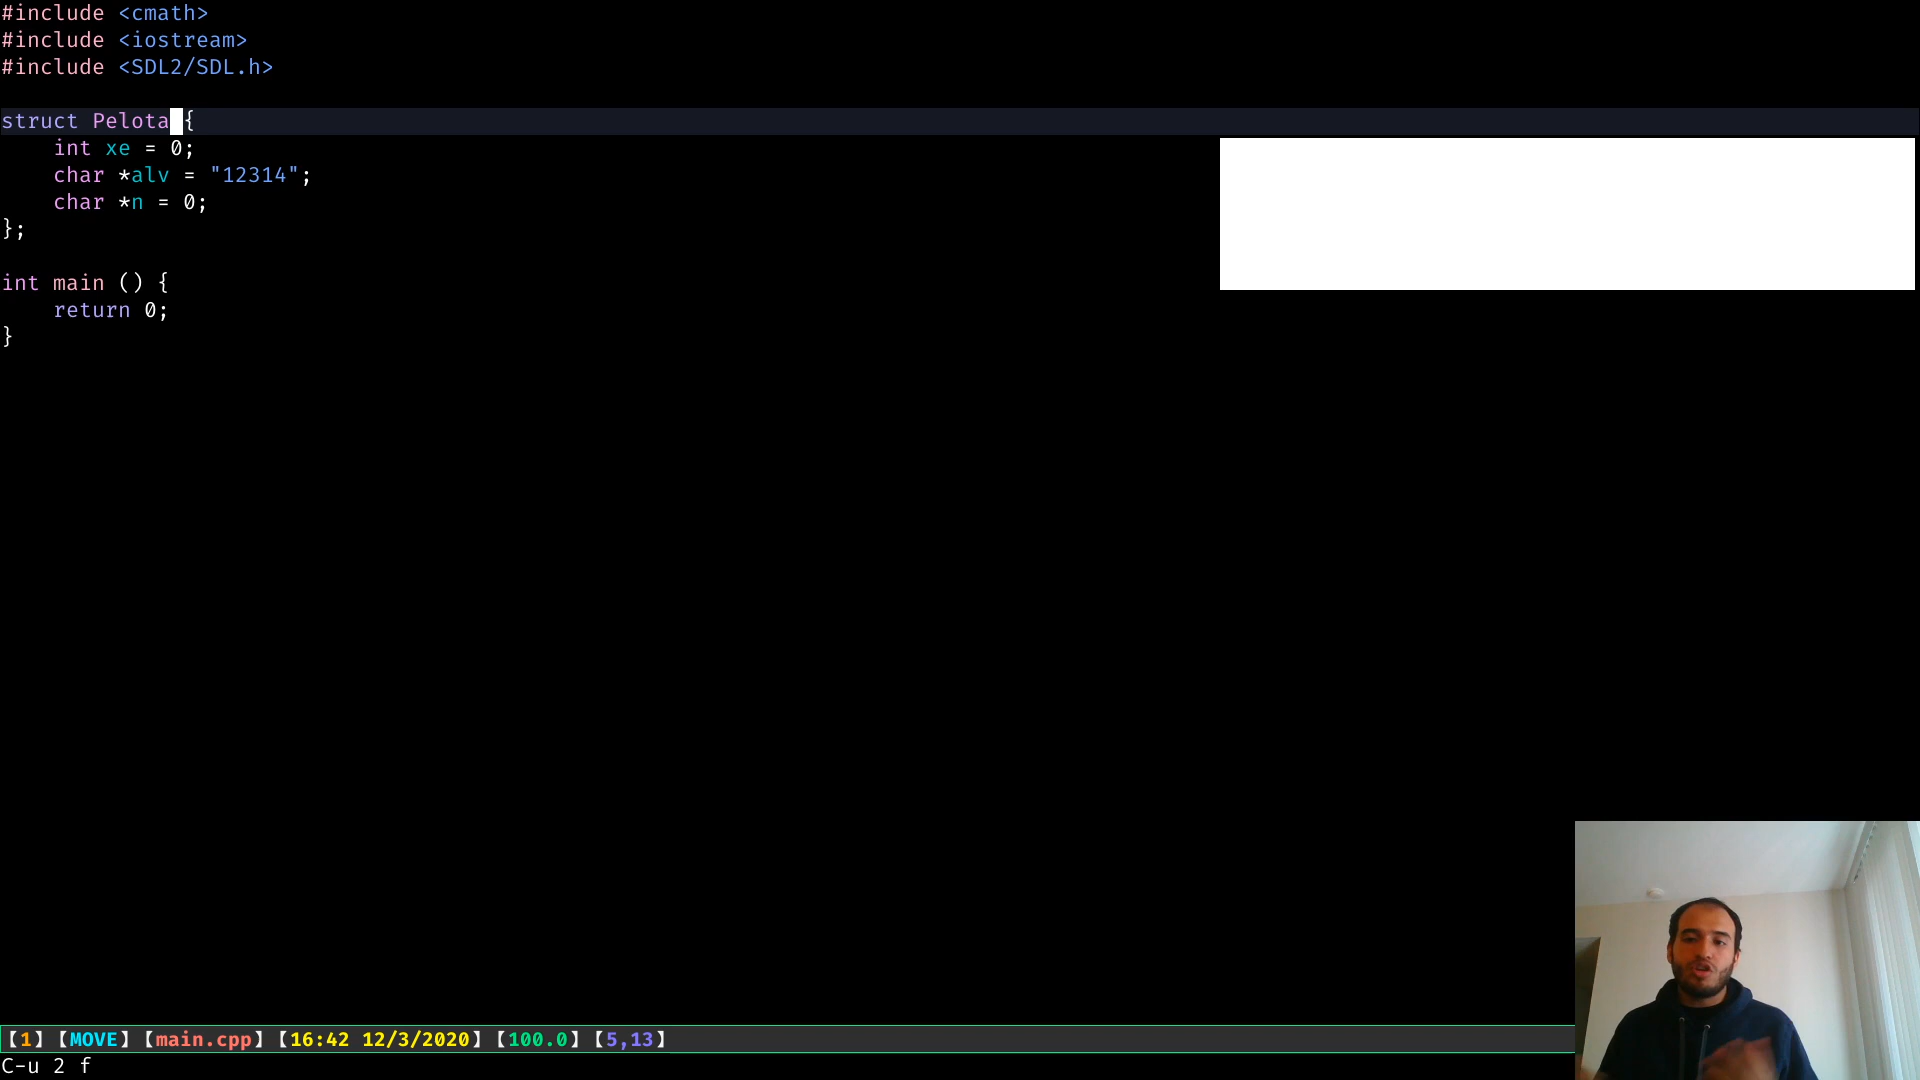 #include <cmath>
#include <iostream>
#include <SDL2/SDL.h>
struct Pelota {
    int xe = 0;
    char *alv = "12314";
    char *n = 0;
};
int main () {
    return 0;
}
【1】【MOVE】【main.cpp】【16:42 12/3/2020】【100.0】【5,13】
C-u 2 f